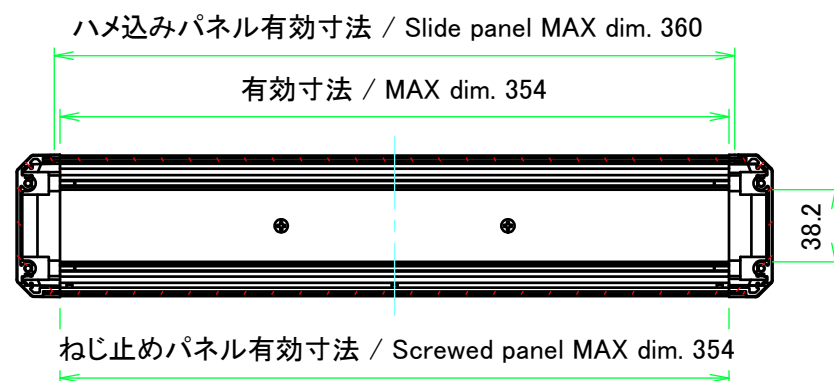 ハメ込みパネル有効寸法 / Slide panel MAX dim. 360
有効寸法 / MAX dim. 354
38.2
ねじ止めパネル有効寸法 / Screwed panel MAX dim. 354